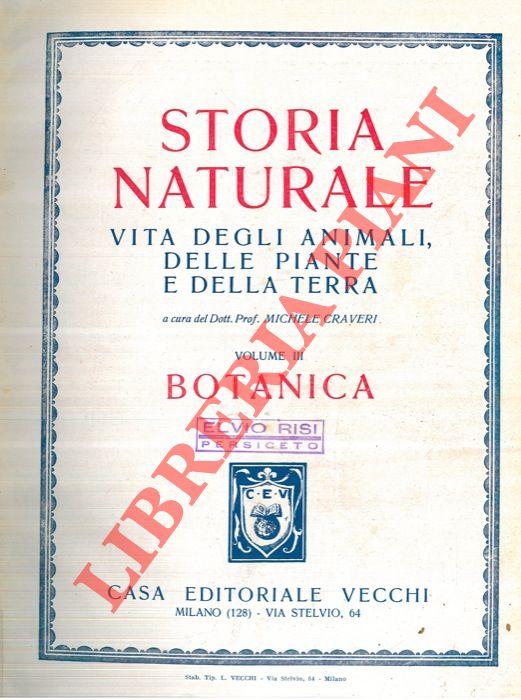 STORIA
NATURALE
VITA DEGLI ANIMALI,
DELLE PIANTE
E DELLA TERRA
a cura del Dott. Prof. MICHELE CRAVERI
VOLUME III
BOTANICA
ELVIO RISI
PERSICETO
C·E·V
CASA EDITORIALE VECCHI
MILANO (128) - VIA STELVIO, 64
Stab. Tip. L. VECCHI - Via Stelvio, 64 - Milano
LIBRERIA PIANI